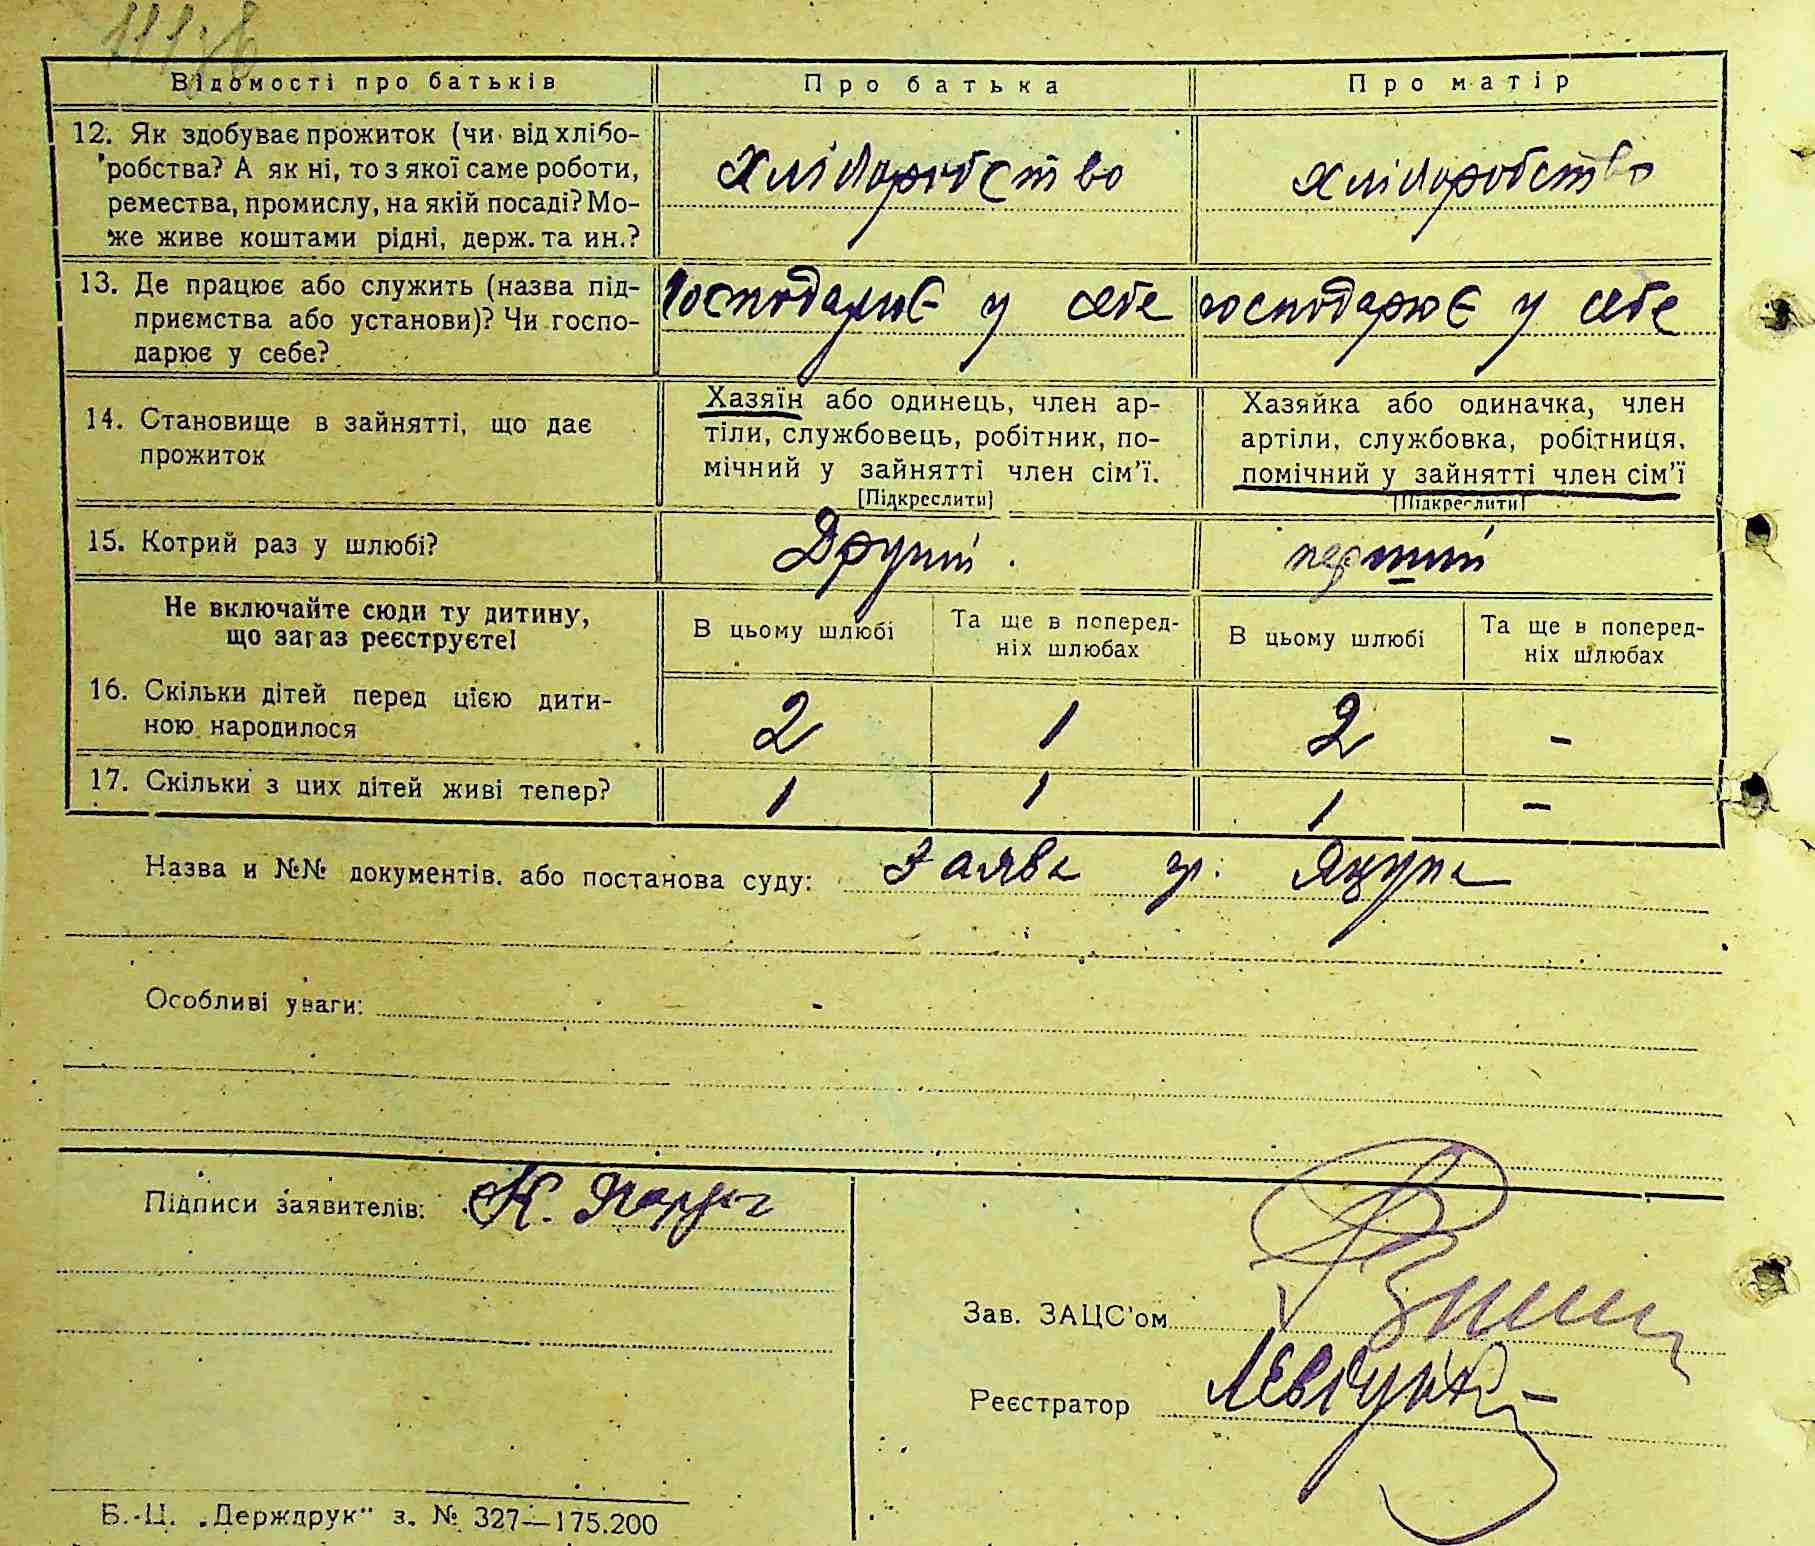 Відомості про батьків
Про батька
Про матір
12. Як здобуває прожиток (чи від хлібо-
робства? А як ні, то з якої саме роботи,
ремества, промислу, на якій посаді? Мо-
же живе коштами рідні, держ. та ин.?
хліборобство
хліборобство
13. Де працює або служить (назва під-
приємства або установи)? Чи госпо-
дарює у себе?
Господарює у себе
господарює у себе
14. Становище в зайнятті, що дає
прожиток
Хазяїн або одинець, член ар-
тіли, службовець, робітник, по-
мічний у зайнятті член сім'ї.
[Підкреслити]
Хазяйка або одиначка, член
артіли, службовка, робітниця,
помічний у зайнятті член сім'ї
[Підкреслити]
15. Котрий раз у шлюбі?
Другий
перший
Не включайте сюди ту дитину,
що зараз реєструєте!
В цьому шлюбі
Та ще в поперед-
ніх шлюбах
В цьому шлюбі
Та ще в поперед-
ніх шлюбах
16. Скільки дітей перед цією дити-
ною народилося
2
1
2
-
17. Скільки з цих дітей живі тепер?
1
1
1
-
Назва и №№ документів. або постанова суду: Заява гр.
Особливі уваги: -
Підписи заявителів:
Зав. ЗАЦС'ом
Реєстратор
Б.-Ц. „Держдрук" з. № 327—175.200